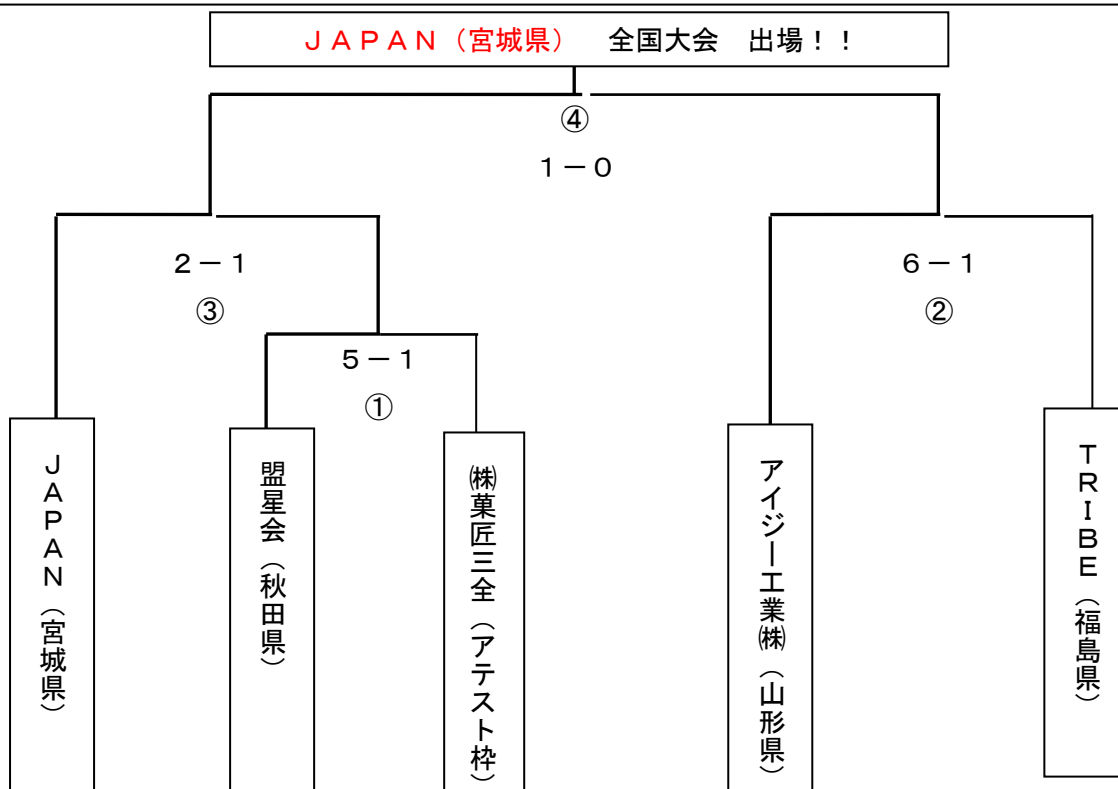 ＪＡＰＡＮ（宮城県）　全国大会　出場！！
④
１－０
２－１
③
６－１
②
５－１
①
ＪＡＰＡＮ（宮城県）
盟星会（秋田県）
㈱菓匠三全（アテスト枠）
アイジー工業㈱（山形県）
ＴＲＩＢＥ（福島県）